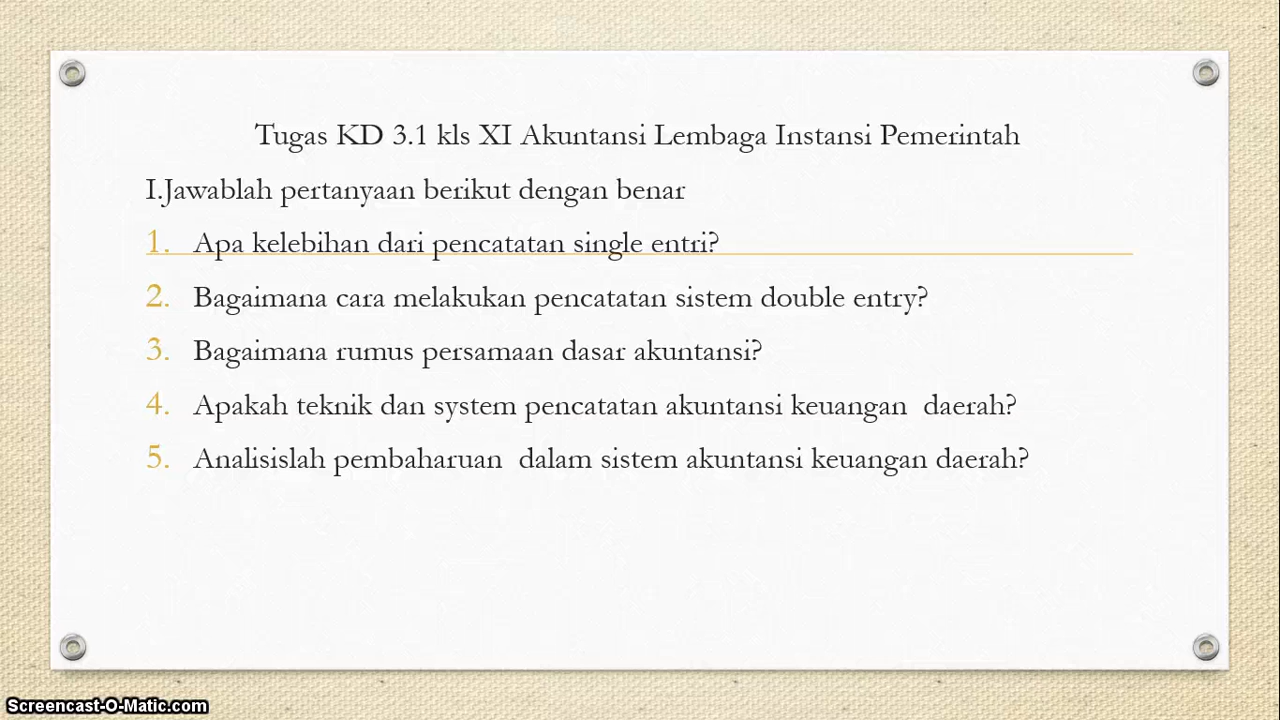 Tugas KD 3.1 kls XI Akuntansi Lembaga Instansi Pemerintah
I.Jawablah pertanyaan berikut dengan benar
1. Apa kelebihan dari pencatatan single entri?
2. Bagaimana cara melakukan pencatatan sistem double entry?
3. Bagaimana rumus persamaan dasar akuntansi?
4. Apakah teknik dan system pencatatan akuntansi keuangan  daerah?
5. Analisislah pembaharuan  dalam sistem akuntansi keuangan daerah?
Screencast-O-Matic.com